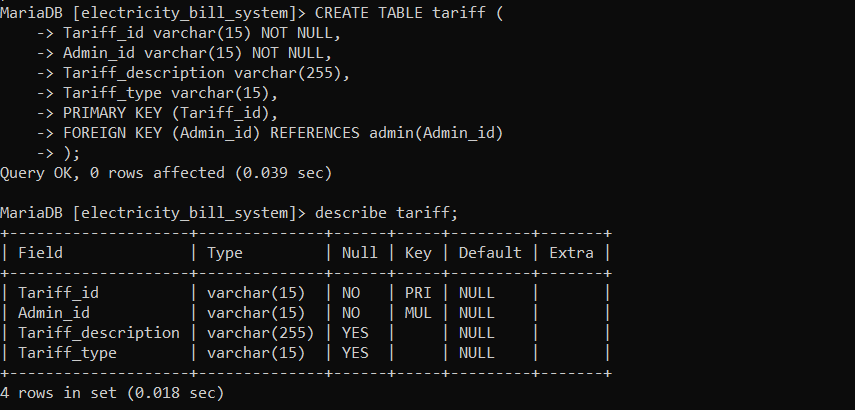 MariaDB [electricity_bill_system]> CREATE TABLE tariff (
    -> Tariff_id varchar(15) NOT NULL,
    -> Admin_id varchar(15) NOT NULL,
    -> Tariff_description varchar(255),
    -> Tariff_type varchar(15),
    -> PRIMARY KEY (Tariff_id),
    -> FOREIGN KEY (Admin_id) REFERENCES admin(Admin_id)
    -> );
Query OK, 0 rows affected (0.039 sec)

MariaDB [electricity_bill_system]> describe tariff;
+--------------------+--------------+------+-----+---------+-------+
| Field              | Type         | Null | Key | Default | Extra |
+--------------------+--------------+------+-----+---------+-------+
| Tariff_id          | varchar(15)  | NO   | PRI | NULL    |       |
| Admin_id           | varchar(15)  | NO   | MUL | NULL    |       |
| Tariff_description | varchar(255) | YES  |     | NULL    |       |
| Tariff_type        | varchar(15)  | YES  |     | NULL    |       |
+--------------------+--------------+------+-----+---------+-------+
4 rows in set (0.018 sec)